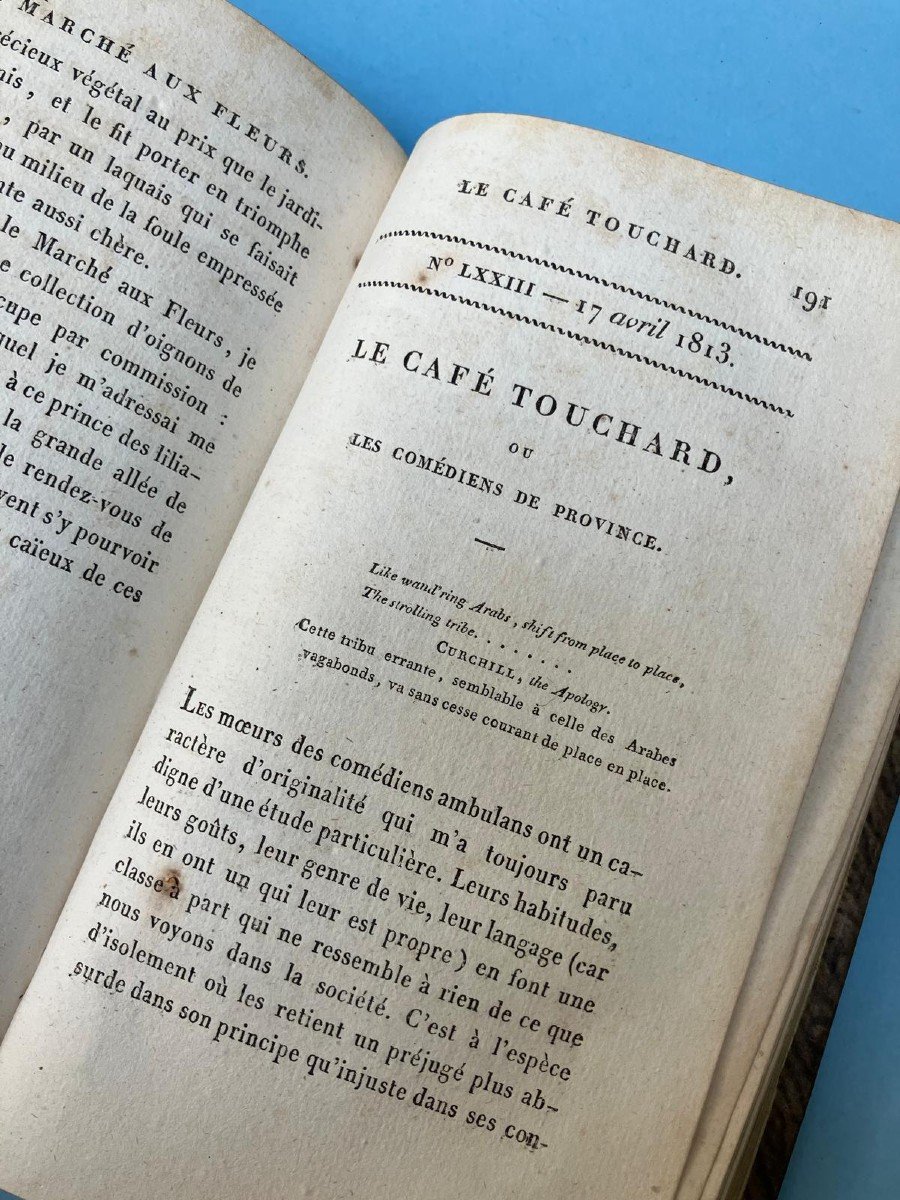 MARCHÉ AUX FLEURS.
écieux végétal au prix que le jardi-
is, et le fit porter en triomphe
, par un laquais qui se faisait
u milieu de la foule empressée
nte aussi chère.
le Marché aux Fleurs, je
e collection d'oignons de
cupe par commission :
quel je m'adressai me
à ce prince des lilia-
la grande allée de
le rendez-vous de
vent s'y pourvoir
caïeux de ces
LE CAFÉ TOUCHARD. 191
No LXXIII — 17 avril 1813.
LE CAFÉ TOUCHARD,
OU
LES COMÉDIENS DE PROVINCE.
Like wand'ring Arabs, shift from place to place,
The strolling tribe. . . . . . . .
CURCHILL, the Apology.
Cette tribu errante, semblable à celle des Arabes
vagabonds, va sans cesse courant de place en place.
LES mœurs des comédiens ambulans ont un ca-
ractère d'originalité qui m'a toujours paru
digne d'une étude particulière. Leurs habitudes,
leurs goûts, leur genre de vie, leur langage (car
ils en ont un qui leur est propre) en font une
classe à part qui ne ressemble à rien de ce que
nous voyons dans la société. C'est à l'espèce
d'isolement où les retient un préjugé plus ab-
surde dans son principe qu'injuste dans ses con-